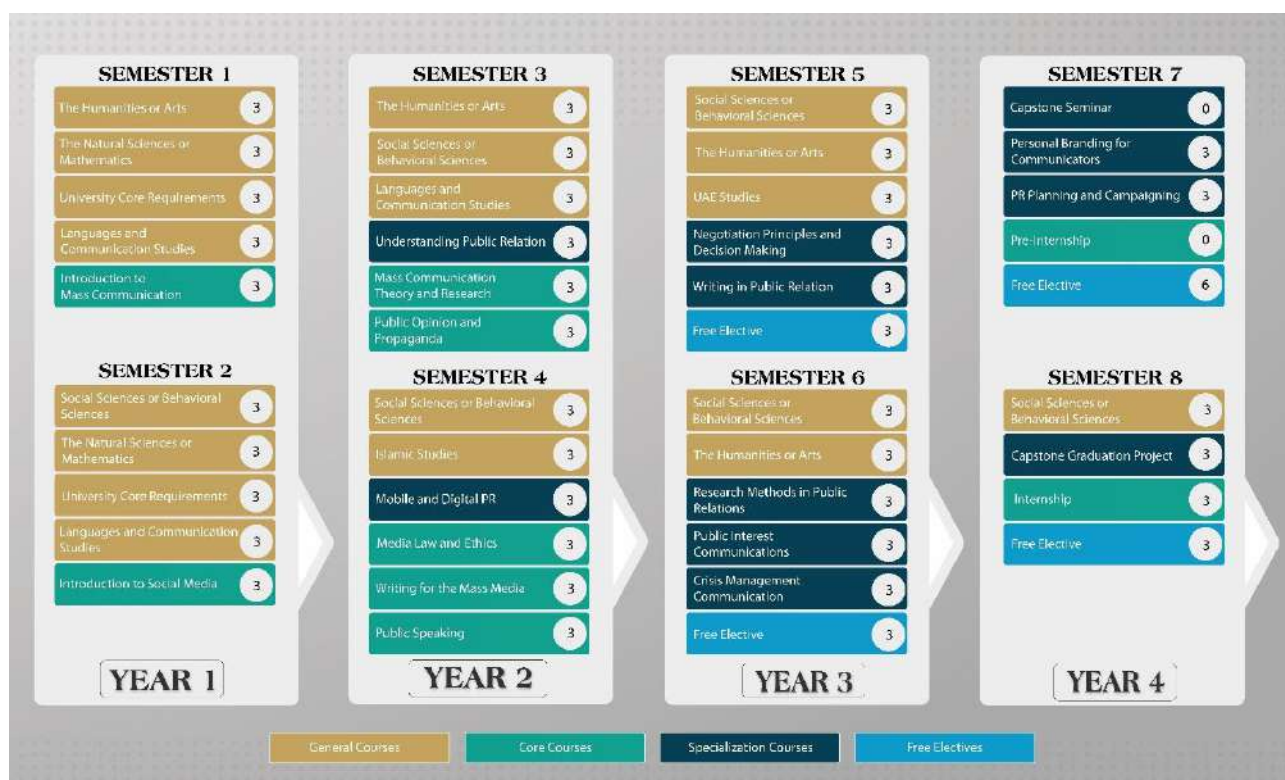 SEMESTER 1
The Humanities or Arts 3
The Natural Sciences or
Mathematics 3
University Core Requirements 3
Languages and
Communication Studies 3
Introduction to
Mass Communication 3
SEMESTER 2
Social Sciences or Behavioral
Sciences 3
The Natural Sciences or
Mathematics 3
University Core Requirements 3
Languages and Communication
Studies 3
Introduction to Social Media 3
YEAR 1
SEMESTER 3
The Humanities or Arts 3
Social Sciences or
Behavioral Sciences 3
Languages and
Communication Studies 3
Understanding Public Relation 3
Mass Communication
Theory and Research 3
Public Opinion and
Propaganda 3
SEMESTER 4
Social Sciences or Behavioral
Sciences 3
Islamic Studies 3
Mobile and Digital PR 3
Media Law and Ethics 3
Writing for the Mass Media 3
Public Speaking 3
YEAR 2
SEMESTER 5
Social Sciences or
Behavioral Sciences 3
The Humanities or Arts 3
UAE Studies 3
Negotiation Principles and
Decision Making 3
Writing in Public Relation 3
Free Elective 3
SEMESTER 6
Social Sciences or
Behavioral Sciences 3
The Humanities or Arts 3
Research Methods in Public
Relations 3
Public Interest
Communications 3
Crisis Management
Communication 3
Free Elective 3
YEAR 3
SEMESTER 7
Capstone Seminar 0
Personal Branding for
Communicators 3
PR Planning and Campaigning 3
Pre-Internship 0
Free Elective 6
SEMESTER 8
Social Sciences or
Behavioral Sciences 3
Capstone Graduation Project 3
Internship 3
Free Elective 3
YEAR 4
General Courses
Core Courses
Specialization Courses
Free Electives